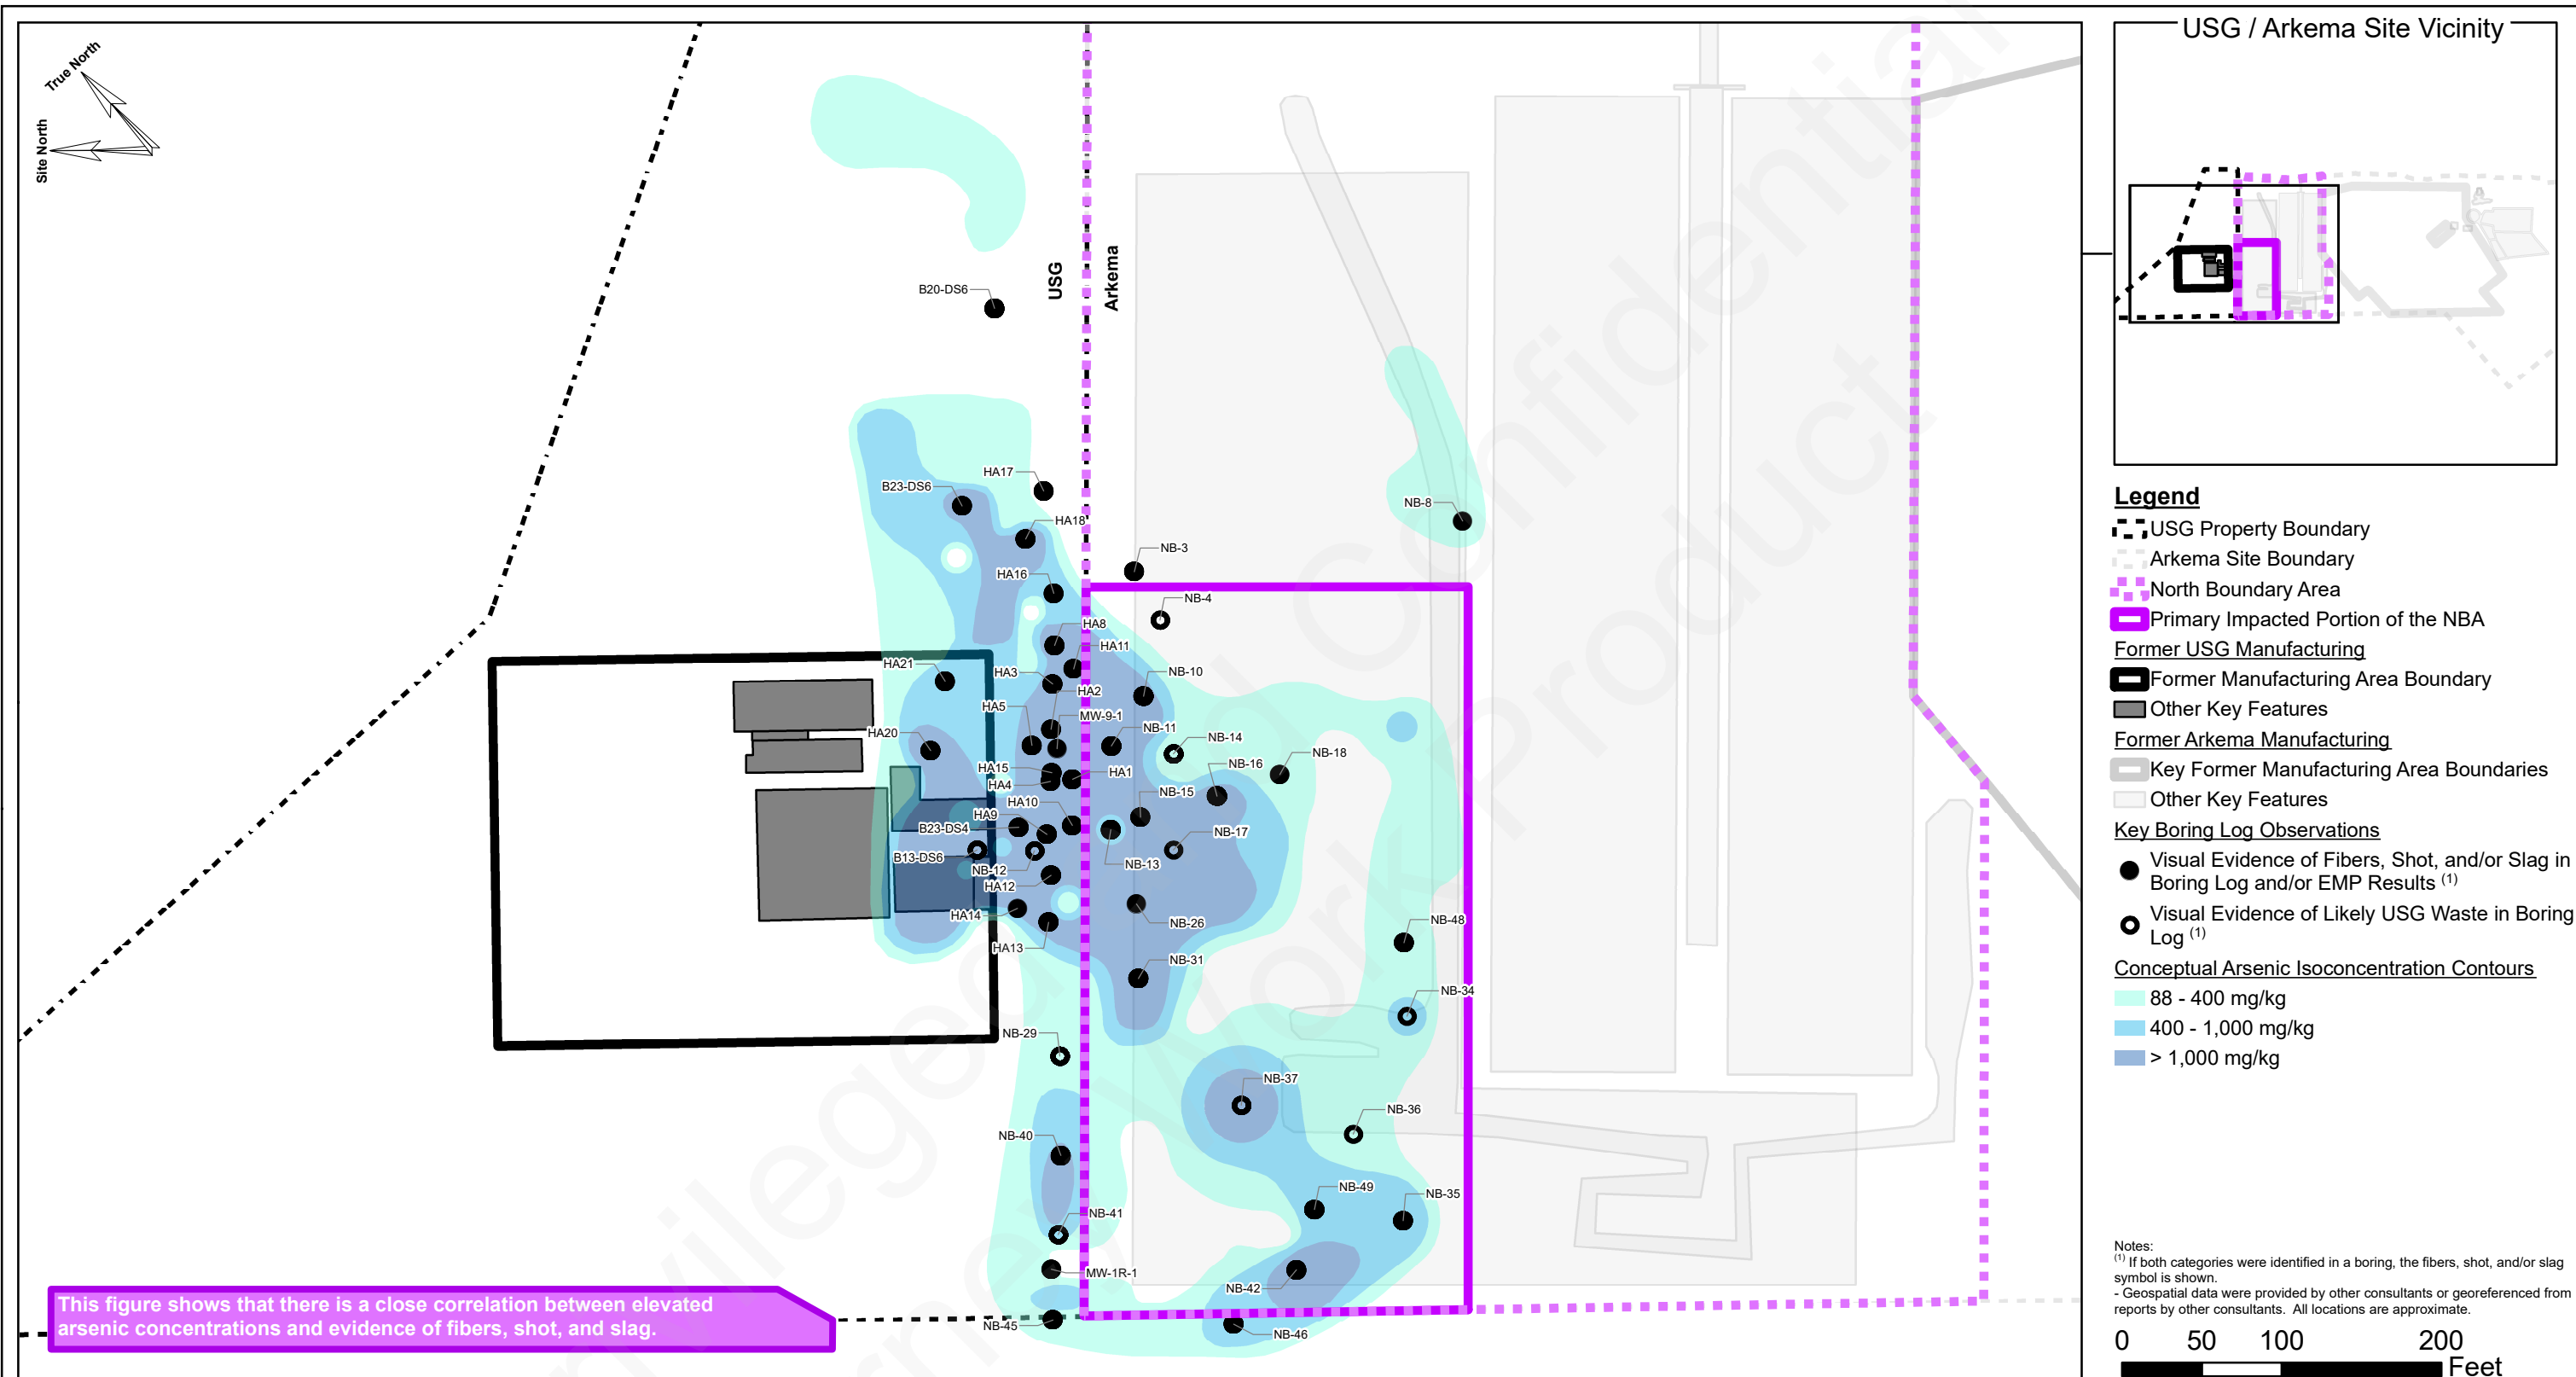 USG / Arkema Site Vicinity
True North
Site North
USG
Arkema
B20-DS6
HA17
B23-DS6
HA18
NB-8
NB-3
HA16
NB-4
HA8
HA11
HA21
HA3
NB-10
HA2
HA5
MW-9-1
NB-11
HA20
NB-14
NB-18
HA15
HA1
NB-16
HA4
HA10
NB-15
HA9
B23-DS4
NB-17
B13-DS6
NB-13
NB-12
HA12
HA14
NB-26
NB-48
HA13
NB-31
NB-34
NB-29
NB-37
NB-36
NB-40
NB-49
NB-35
NB-41
MW-1R-1
NB-42
NB-45
NB-46
This figure shows that there is a close correlation between elevated
arsenic concentrations and evidence of fibers, shot, and slag.
Legend
USG Property Boundary
Arkema Site Boundary
North Boundary Area
Primary Impacted Portion of the NBA
Former USG Manufacturing
Former Manufacturing Area Boundary
Other Key Features
Former Arkema Manufacturing
Key Former Manufacturing Area Boundaries
Other Key Features
Key Boring Log Observations
Visual Evidence of Fibers, Shot, and/or Slag in
Boring Log and/or EMP Results (1)
Visual Evidence of Likely USG Waste in Boring
Log (1)
Conceptual Arsenic Isoconcentration Contours
88 - 400 mg/kg
400 - 1,000 mg/kg
> 1,000 mg/kg
Notes:
(1) If both categories were identified in a boring, the fibers, shot, and/or slag
symbol is shown.
- Geospatial data were provided by other consultants or georeferenced from
reports by other consultants. All locations are approximate.
0 50 100 200
Feet
Confidential
Work Product